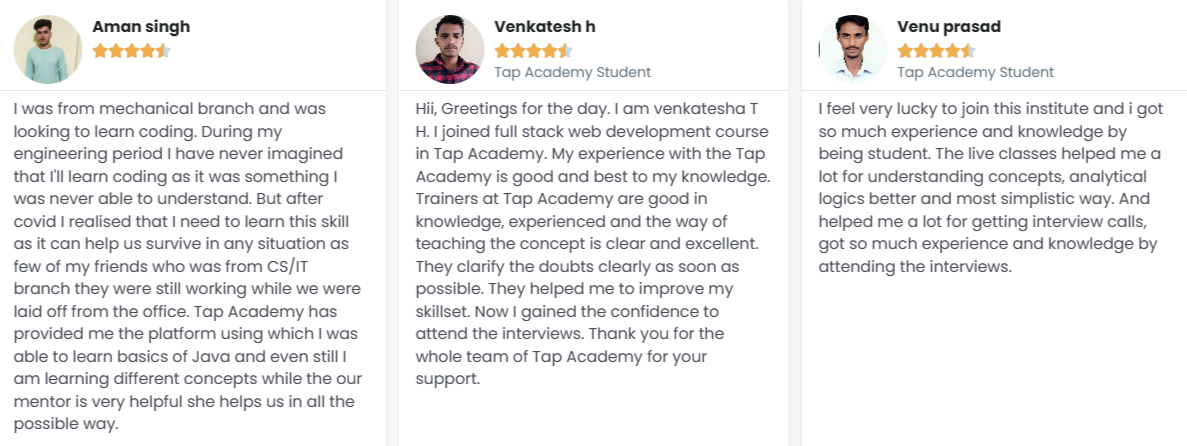 Aman singh
I was from mechanical branch and was
looking to learn coding. During my
engineering period I have never imagined
that I'll learn coding as it was something I
was never able to understand. But after
covid I realised that I need to learn this skill
as it can help us survive in any situation as
few of my friends who was from CS/IT
branch they were still working while we were
laid off from the office. Tap Academy has
provided me the platform using which I was
able to learn basics of Java and even still I
am learning different concepts while the our
mentor is very helpful she helps us in all the
possible way.
Venkatesh h
Tap Academy Student
Hii, Greetings for the day. I am venkatesha T
H. I joined full stack web development course
in Tap Academy. My experience with the Tap
Academy is good and best to my knowledge.
Trainers at Tap Academy are good in
knowledge, experienced and the way of
teaching the concept is clear and excellent.
They clarify the doubts clearly as soon as
possible. They helped me to improve my
skillset. Now I gained the confidence to
attend the interviews. Thank you for the
whole team of Tap Academy for your
support.
Venu prasad
Tap Academy Student
I feel very lucky to join this institute and i got
so much experience and knowledge by
being student. The live classes helped me a
lot for understanding concepts, analytical
logics better and most simplistic way. And
helped me a lot for getting interview calls,
got so much experience and knowledge by
attending the interviews.